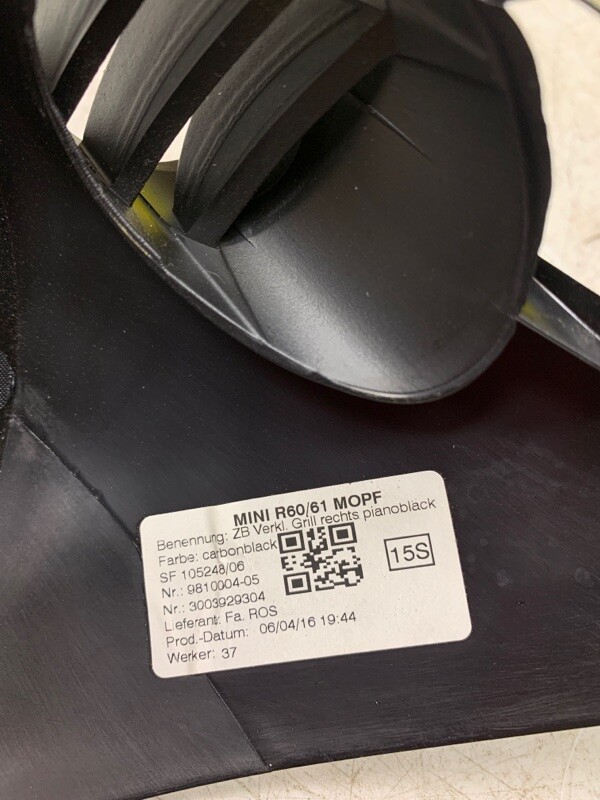 MINI R60/61 MOPF
Benennung: ZB Verkl. Grill rechts pianoblack
Farbe: carbonblack
SF 105248/06
Nr.: 9810004-05
Nr.: 3003929304
Lieferant: Fa. ROS
Prod.-Datum: 06/04/16 19:44
Werker: 37
15S